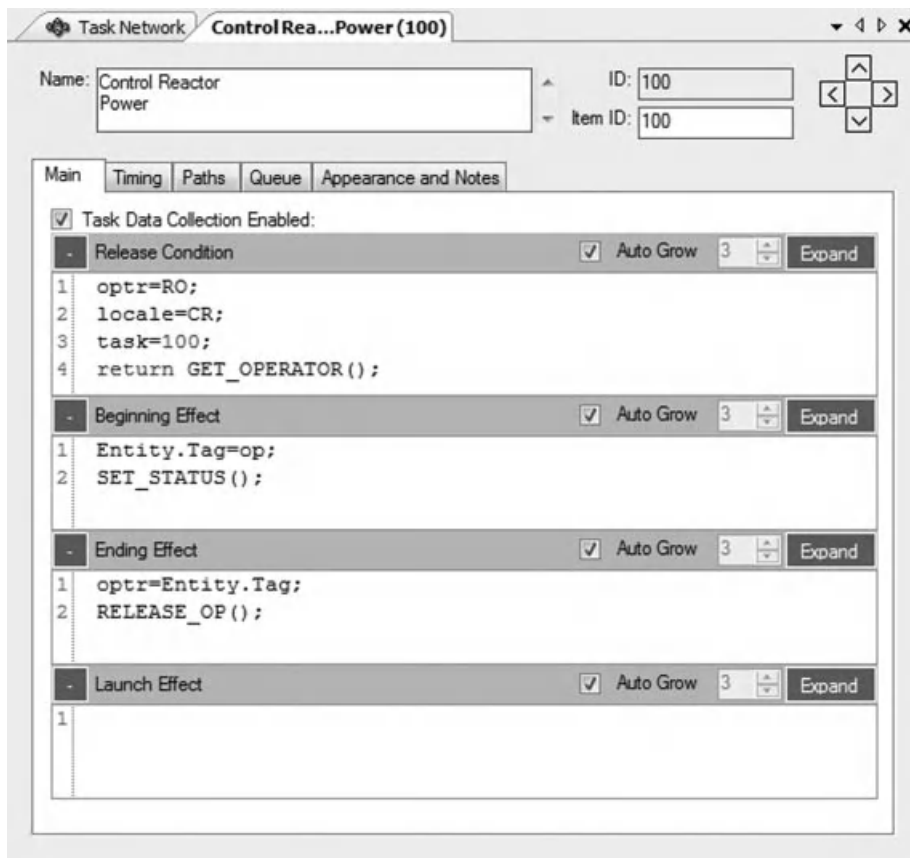 Task Network Control Rea...Power (100)
Name: Control Reactor ID: 100
Power
Item ID: 100
Main Timing Paths Queue Appearance and Notes
Task Data Collection Enabled:
- Release Condition Auto Grow 3 Expand
1 optr=RO;
2 locale=CR;
3 task=100;
4 return GET_OPERATOR();
- Beginning Effect Auto Grow 3 Expand
1 Entity.Tag=op;
2 SET_STATUS();
- Ending Effect Auto Grow 3 Expand
1 optr=Entity.Tag;
2 RELEASE_OP();
- Launch Effect Auto Grow 3 Expand
1